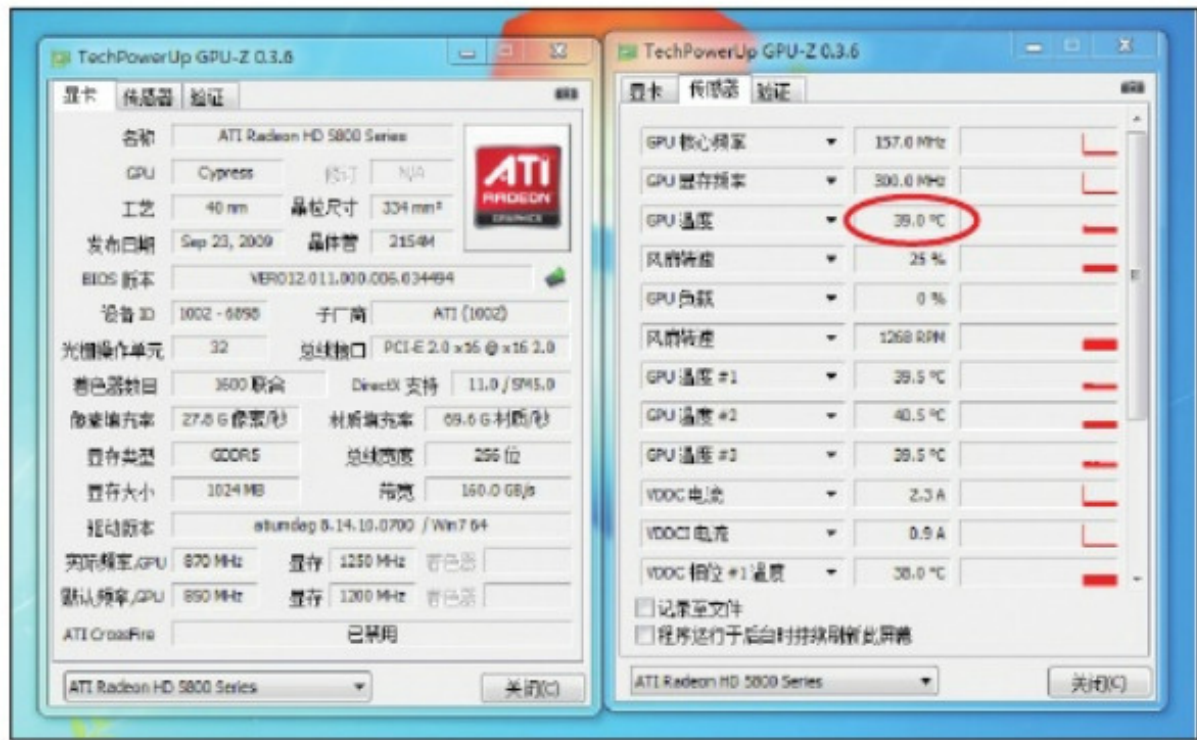 TechPowerUp GPU-Z 0.3.6
显卡 传感器 验证
名称 ATI Radeon HD 5800 Series
GPU Cypress 修订 N/A
ATI
RADEON
GRAPHICS
工艺 40 nm 晶粒尺寸 334 mm²
发布日期 Sep 23, 2009 晶体管 2154M
BIOS 版本 VER012.011.000.006.034494
设备 ID 1002 - 6898 子厂商 ATI (1002)
光栅操作单元 32 总线接口 PCI-E 2.0 x16 @ x16 2.0
着色器数目 1600 联合 DirectX 支持 11.0 / SM5.0
像素填充率 27.8 G 像素/秒 材质填充率 69.6 G 材质/秒
显存类型 GDDR5 总线宽度 256 位
显存大小 1024 MB 带宽 160.0 GB/s
驱动版本 atiumdag 8.14.10.0700 / Win7 64
实际频率,GPU 870 MHz 显存 1250 MHz 着色器
默认频率,GPU 850 MHz 显存 1200 MHz 着色器
ATI CrossFire 已禁用
ATI Radeon HD 5800 Series 关闭(C)
TechPowerUp GPU-Z 0.3.6
显卡 传感器 验证
GPU 核心频率 157.0 MHz
GPU 显存频率 300.0 MHz
GPU 温度 39.0 °C
风扇转速 25 %
GPU 负载 0 %
风扇转速 1268 RPM
GPU 温度 #1 39.5 °C
GPU 温度 #2 40.5 °C
GPU 温度 #3 39.5 °C
VDDC 电流 2.3 A
VDDCI 电流 0.9 A
VDDC 相位 #1 温度 38.0 °C
记录至文件
程序运行于后台时持续刷新此屏幕
ATI Radeon HD 5800 Series 关闭(C)